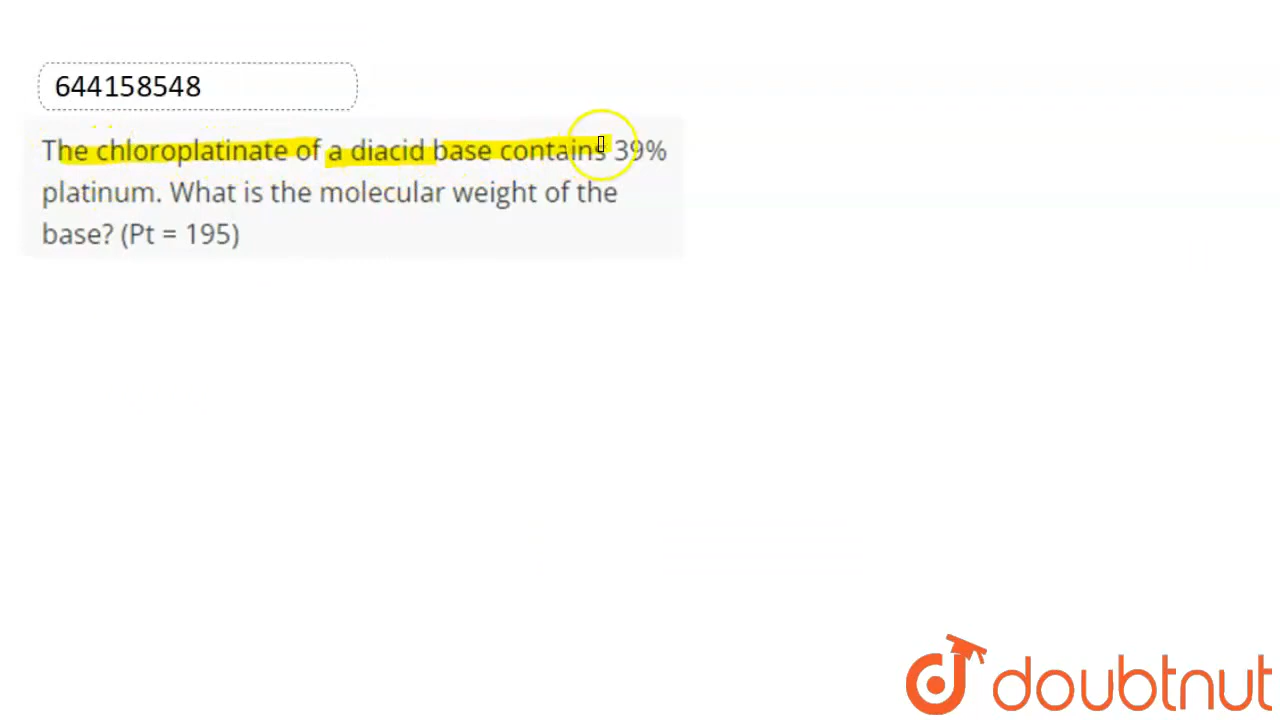 644158548
The chloroplatinate of a diacid base contains 39%
platinum. What is the molecular weight of the
base? (Pt = 195)
doubtnut